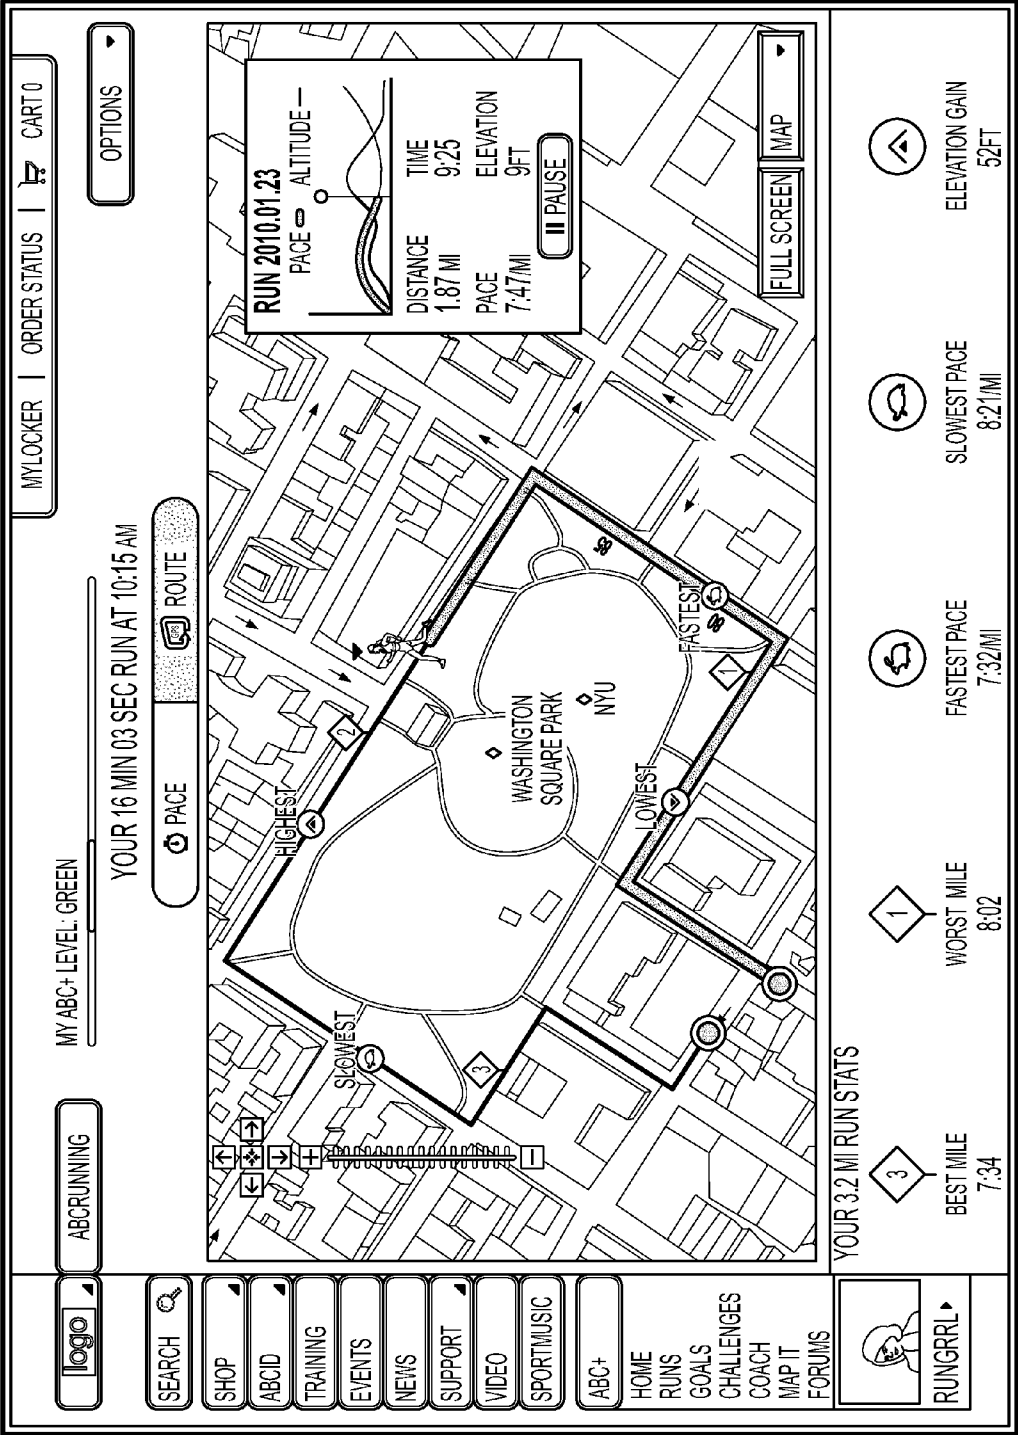 logo
ABCRUNNING
MY ABC+ LEVEL: GREEN
MYLOCKER | ORDER STATUS | CART 0
OPTIONS
YOUR 16 MIN 03 SEC RUN AT 10:15 AM
PACE
GPS
ROUTE
SEARCH
SHOP
ABCID
TRAINING
EVENTS
NEWS
SUPPORT
VIDEO
SPORTMUSIC
ABC+
HOME
RUNS
GOALS
CHALLENGES
COACH
MAP IT
FORUMS
RUNGRRL
RUN 2010.01.23
PACE ALTITUDE
DISTANCE TIME
1.87 MI 9:25
PACE ELEVATION
7:47/MI 9FT
PAUSE
FULL SCREEN
MAP
SLOWEST
HIGHEST
2
3
WASHINGTON
SQUARE PARK
NYU
LOWEST
1
FASTEST
80
85
YOUR 3.2 MI RUN STATS
3
BEST MILE
7:34
1
WORST MILE
8:02
FASTEST PACE
7:32/MI
SLOWEST PACE
8:21/MI
ELEVATION GAIN
52FT